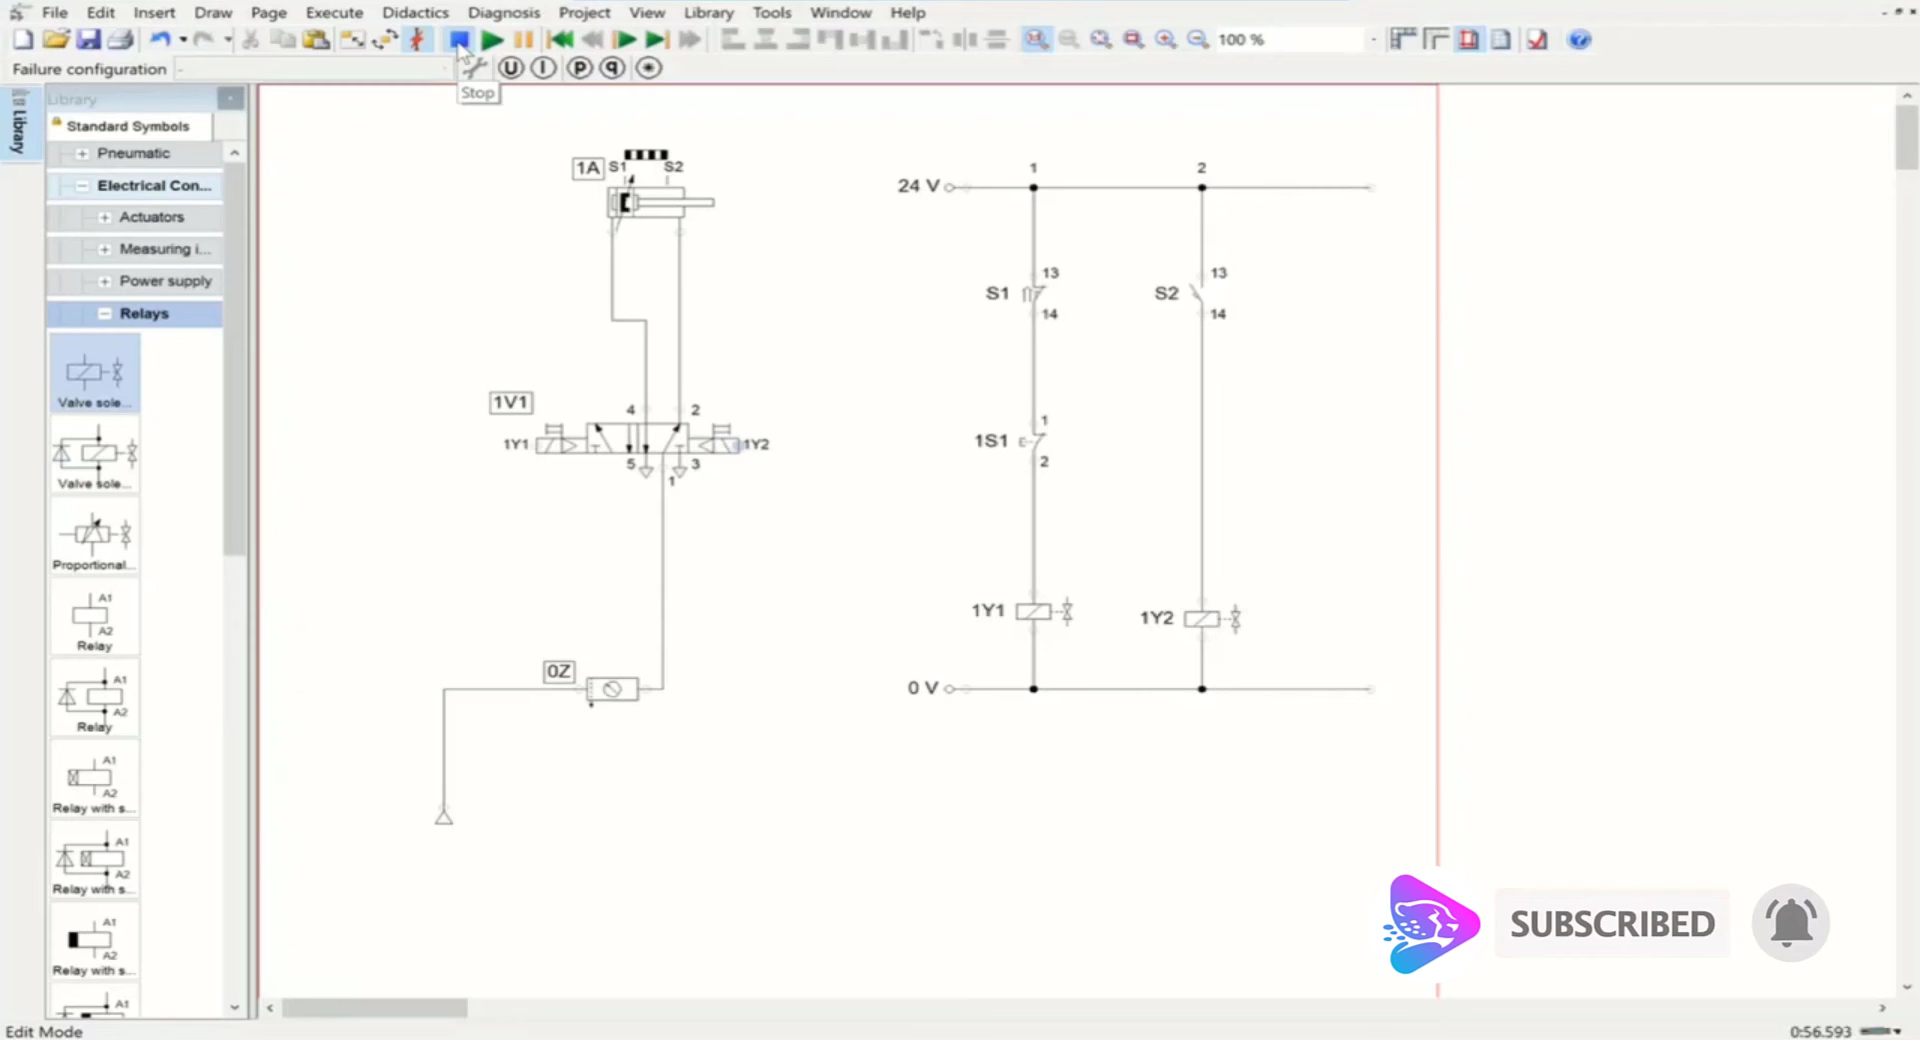 File Edit Insert Draw Page Execute Didactics Diagnosis Project View Library Tools Window Help
100 %
Failure configuration
U I p q
Stop
Library
Library
Standard Symbols
Pneumatic
Electrical Con...
Actuators
Measuring i...
Power supply
Relays
Valve sole...
Valve sole...
Proportional...
A1
A2
Relay
A1
A2
Relay
A1
A2
Relay with s...
A1
A2
Relay with s...
A1
A2
Relay with s...
A1
1A S1 S2
1V1
4 2
1Y1 1Y2
5 3
1
0Z
1 2
24 V
13 13
S1 S2
14 14
1
1S1
2
1Y1 1Y2
0 V
SUBSCRIBED
Edit Mode
0:56.593